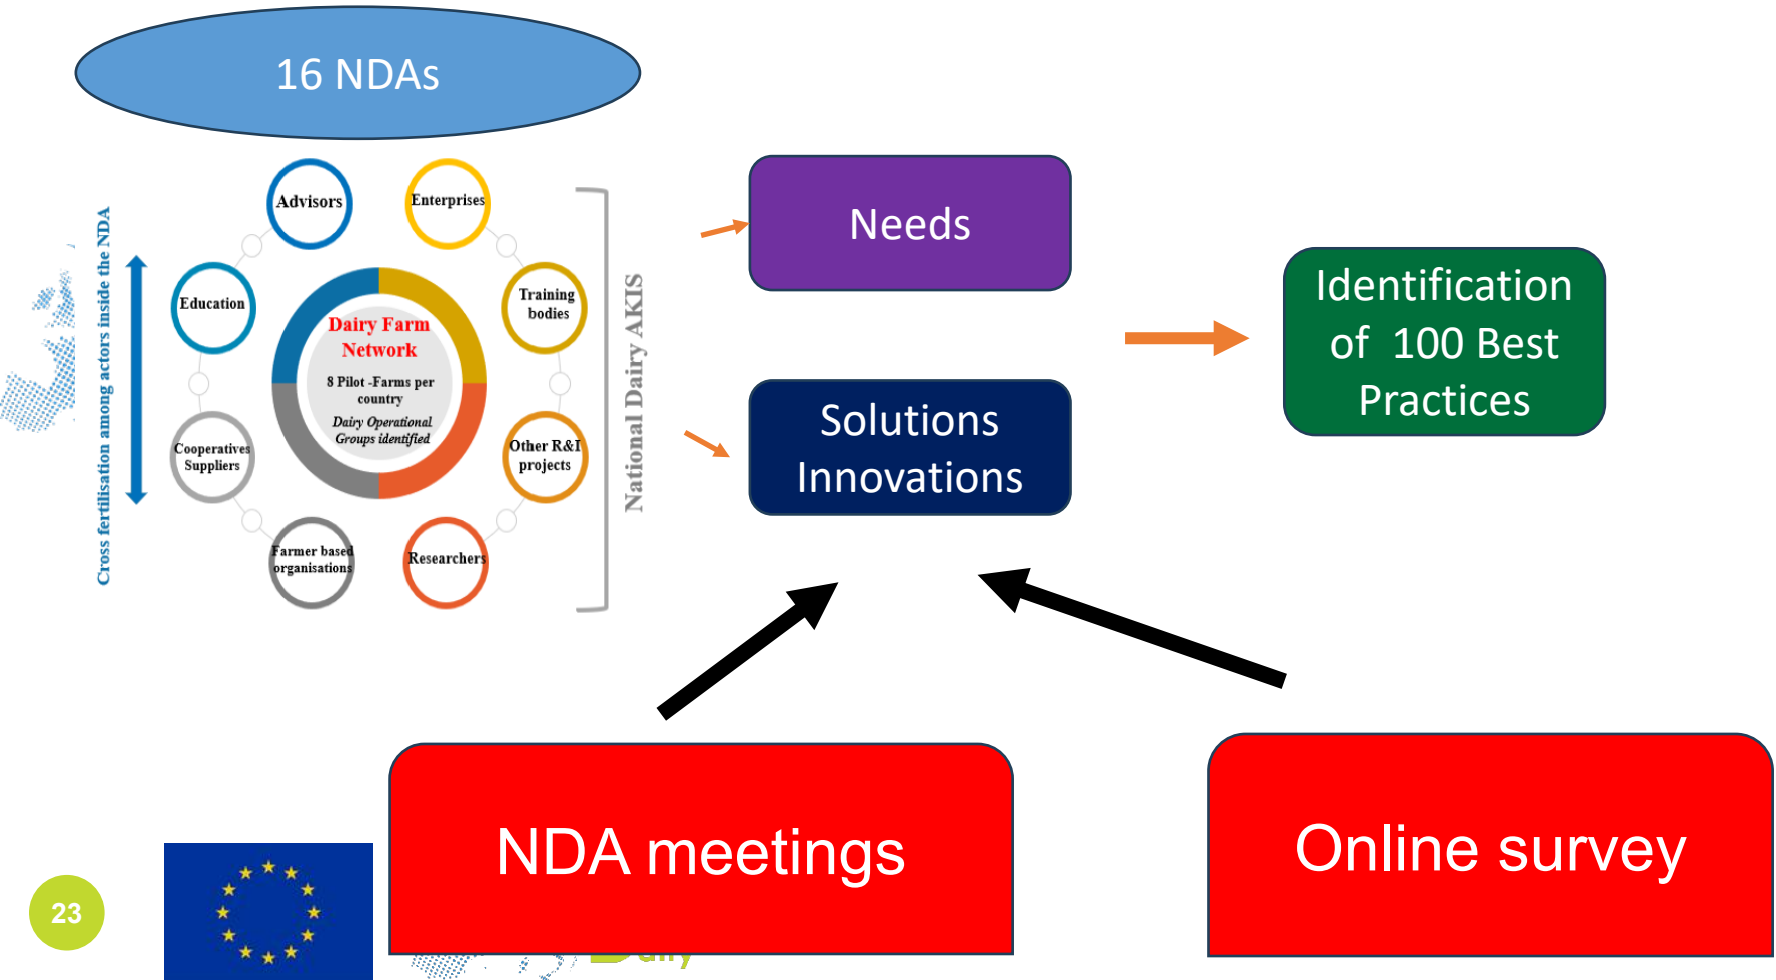 16 NDAs
Cross fertilisation among actors inside the NDA
Advisors
Enterprises
Education
Training
bodies
Dairy Farm
Network
8 Pilot -Farms per
country
Dairy Operational
Groups identified
Cooperatives
Suppliers
Other R&I
projects
Farmer based
organisations
Researchers
National Dairy AKIS
Needs
Solutions
Innovations
Identification
of 100 Best
Practices
NDA meetings
Online survey
23